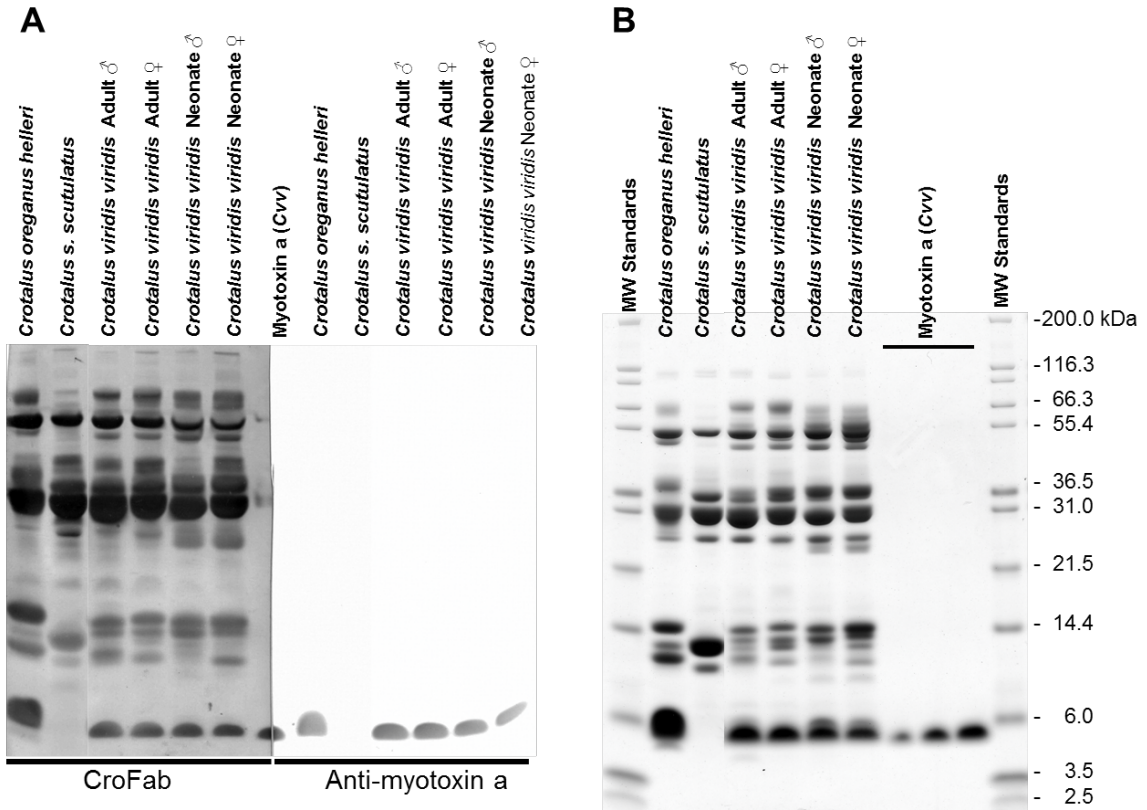 A
Crotalus oreganus helleri
Crotalus s. scutulatus
Crotalus viridis viridis Adult ♂
Crotalus viridis viridis Adult ♀
Crotalus viridis viridis Neonate ♂
Crotalus viridis viridis Neonate ♀
Myotoxin a (Cvv)
Crotalus oreganus helleri
Crotalus s. scutulatus
Crotalus viridis viridis Adult ♂
Crotalus viridis viridis Adult ♀
Crotalus viridis viridis Neonate ♂
Crotalus viridis viridis Neonate ♀
CroFab
Anti-myotoxin a
B
MW Standards
Crotalus oreganus helleri
Crotalus s. scutulatus
Crotalus viridis viridis Adult ♂
Crotalus viridis viridis Adult ♀
Crotalus viridis viridis Neonate ♂
Crotalus viridis viridis Neonate ♀
Myotoxin a (Cvv)
MW Standards
-200.0 kDa
- 116.3
- 66.3
- 55.4
- 36.5
- 31.0
- 21.5
- 14.4
- 6.0
- 3.5
- 2.5